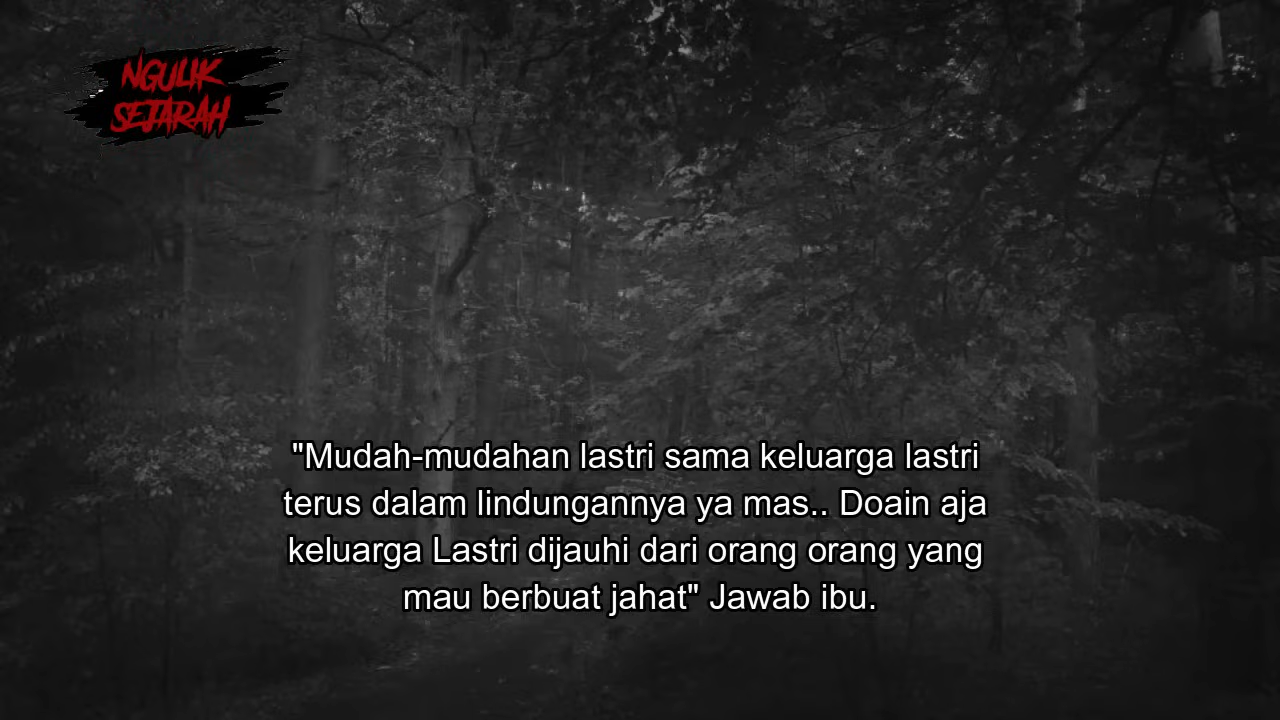 NGULIK
SEJARAH
"Mudah-mudahan lastri sama keluarga lastri
terus dalam lindungannya ya mas.. Doain aja
keluarga Lastri dijauhi dari orang orang yang
mau berbuat jahat" Jawab ibu.